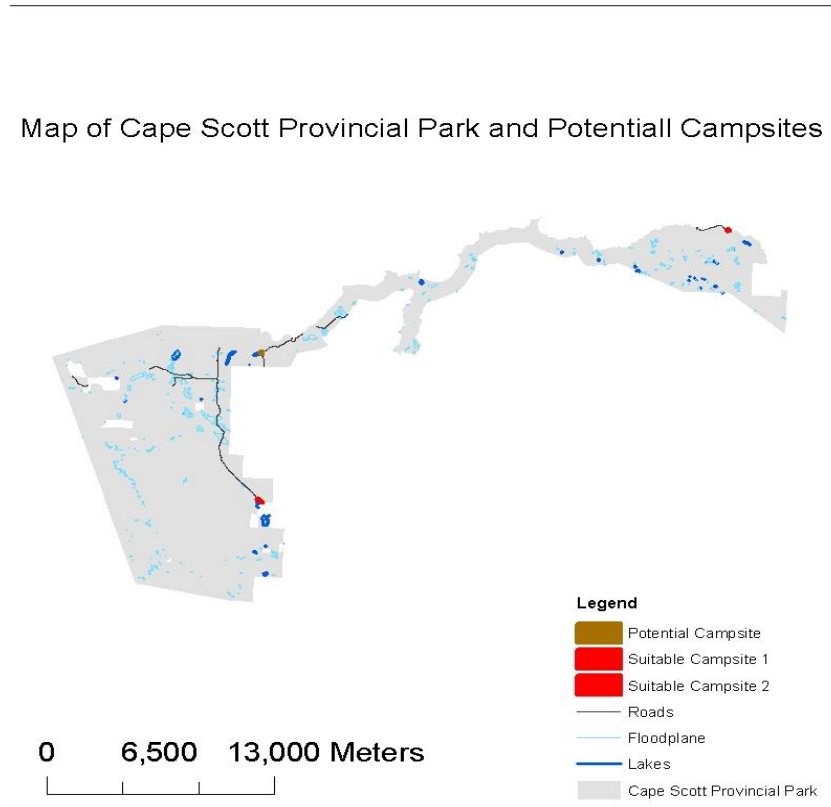 Map of Cape Scott Provincial Park and Potentiall Campsites
Legend
Potential Campsite
Suitable Campsite 1
Suitable Campsite 2
Roads
Floodplane
Lakes
Cape Scott Provincial Park
0 6,500 13,000 Meters